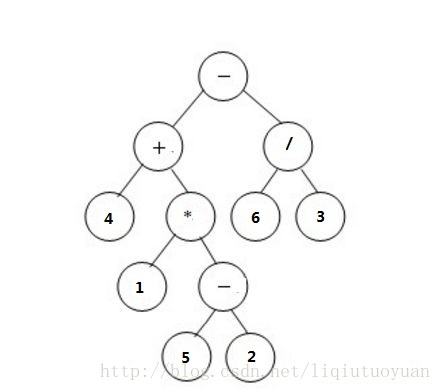 −
+ /
4 * 6 3
1 −
5 2
http://blog.csdn.net/liqiutuoyuan